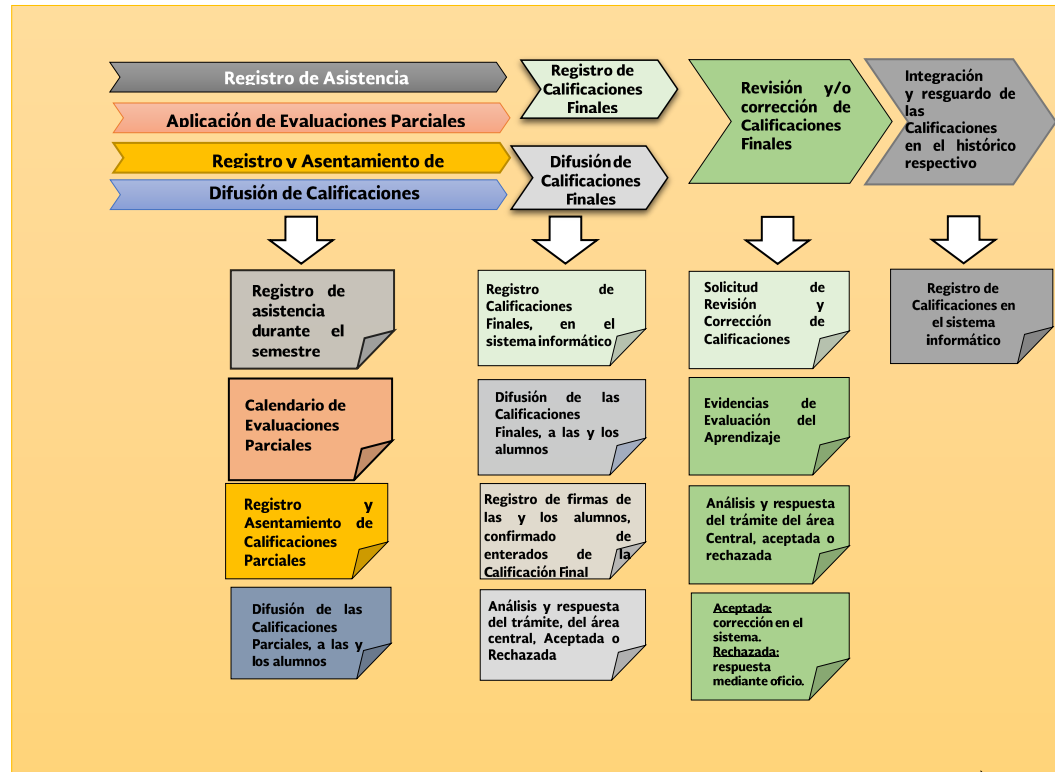 Registro de Asistencia
Aplicación de Evaluaciones Parciales
Registro y Asentamiento de
Difusión de Calificaciones
Registro de
Calificaciones
Finales
Difusión de
Calificaciones
Finales
Revisión y/o
corrección de
Calificaciones
Finales
Integración
y resguardo de
las
Calificaciones
en el histórico
respectivo
Registro de
asistencia
durante el
semestre
Calendario de
Evaluaciones
Parciales
Registro y
Asentamiento de
Calificaciones
Parciales
Difusión de las
Calificaciones
Parciales, a las y
los alumnos
Registro de
Calificaciones
Finales, en el
sistema informático
Difusión de las
Calificaciones
Finales, a las y los
alumnos
Registro de firmas de
las y los alumnos,
confirmado de
enterados de la
Calificación Final
Análisis y respuesta
del trámite, del área
central, Aceptada o
Rechazada
Solicitud de
Revisión y
Corrección de
Calificaciones
Evidencias de
Evaluación del
Aprendizaje
Análisis y respuesta
del trámite del área
Central, aceptada o
rechazada
Aceptada:
corrección en el
sistema.
Rechazada:
respuesta
mediante oficio.
Registro de
Calificaciones en
el sistema
informático